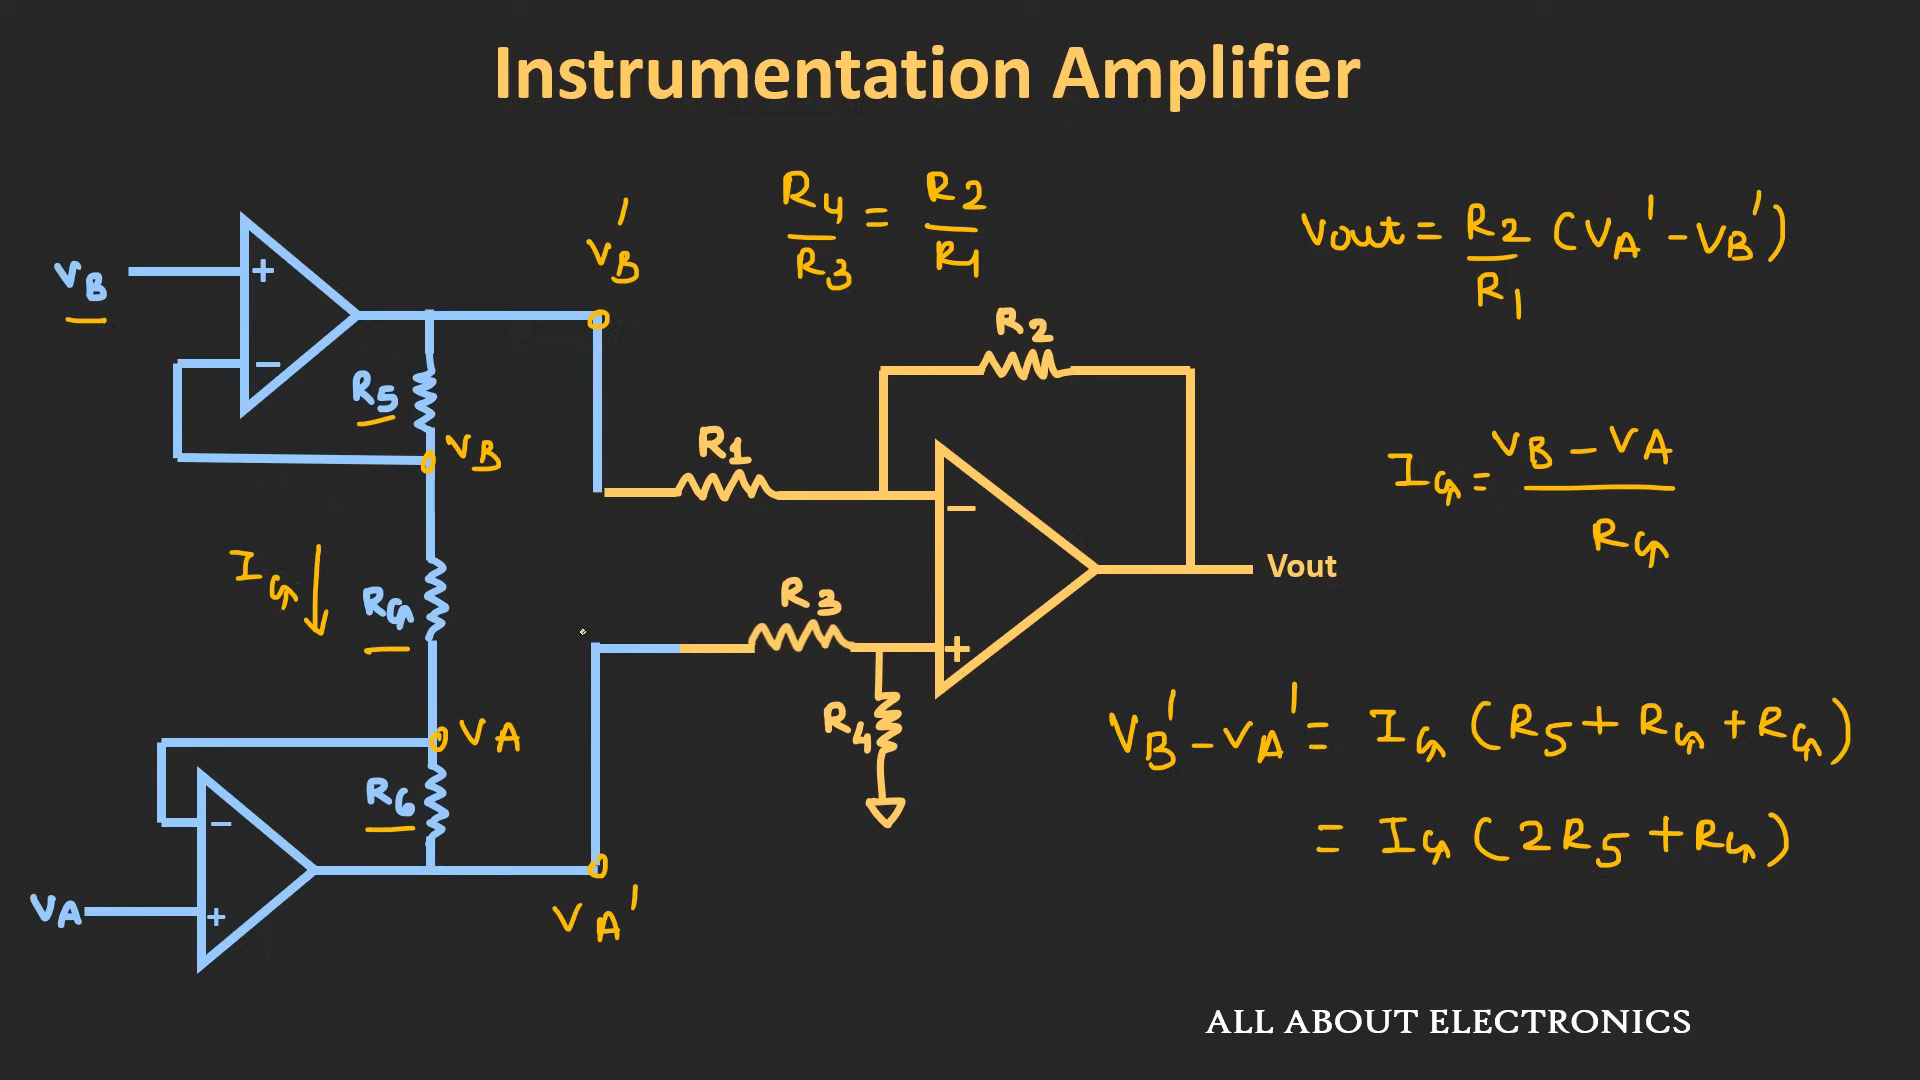 Instrumentation Amplifier
R4/R3 = R2/R1
Vout = R2/R1 (VA' - VB')
VB
+
−
R5
VB'
VB
R2
R1
−
IG = VB - VA / RG
IG
RG
Vout
R3
+
R4
VA
−
R6
+
VA
VA'
VB' - VA' = IG (R5 + RG + RG)
= IG (2R5 + RG)
ALL ABOUT ELECTRONICS